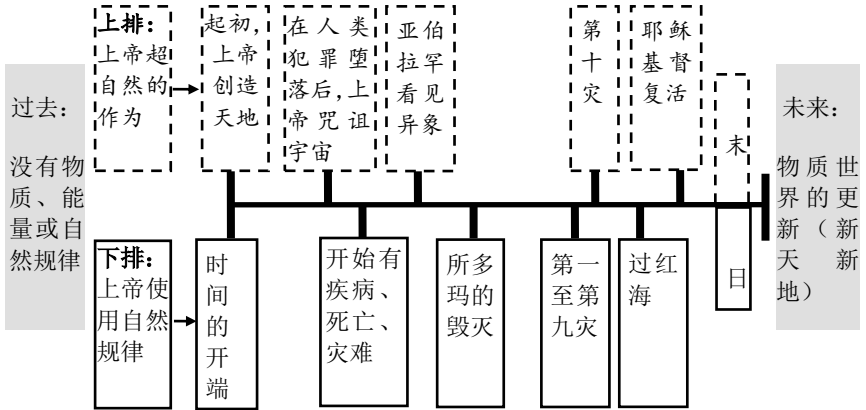 过去：
没有物
质、能
量或自
然规律
上排：
上帝超
自然的
作为
起初，
上帝
创造
天地
在人类
犯罪堕
落后，上
帝咒诅
宇宙
亚伯
拉罕
看见
异象
第
十
灾
耶稣
基督
复活
末
日
下排：
上帝使
用自然
规律
时
间
的
开
端
开始有
疾病、
死亡、
灾难
所多
玛的
毁灭
第一
至第
九灾
过红
海
未来：
物质世
界的更
新（新
天新
地）